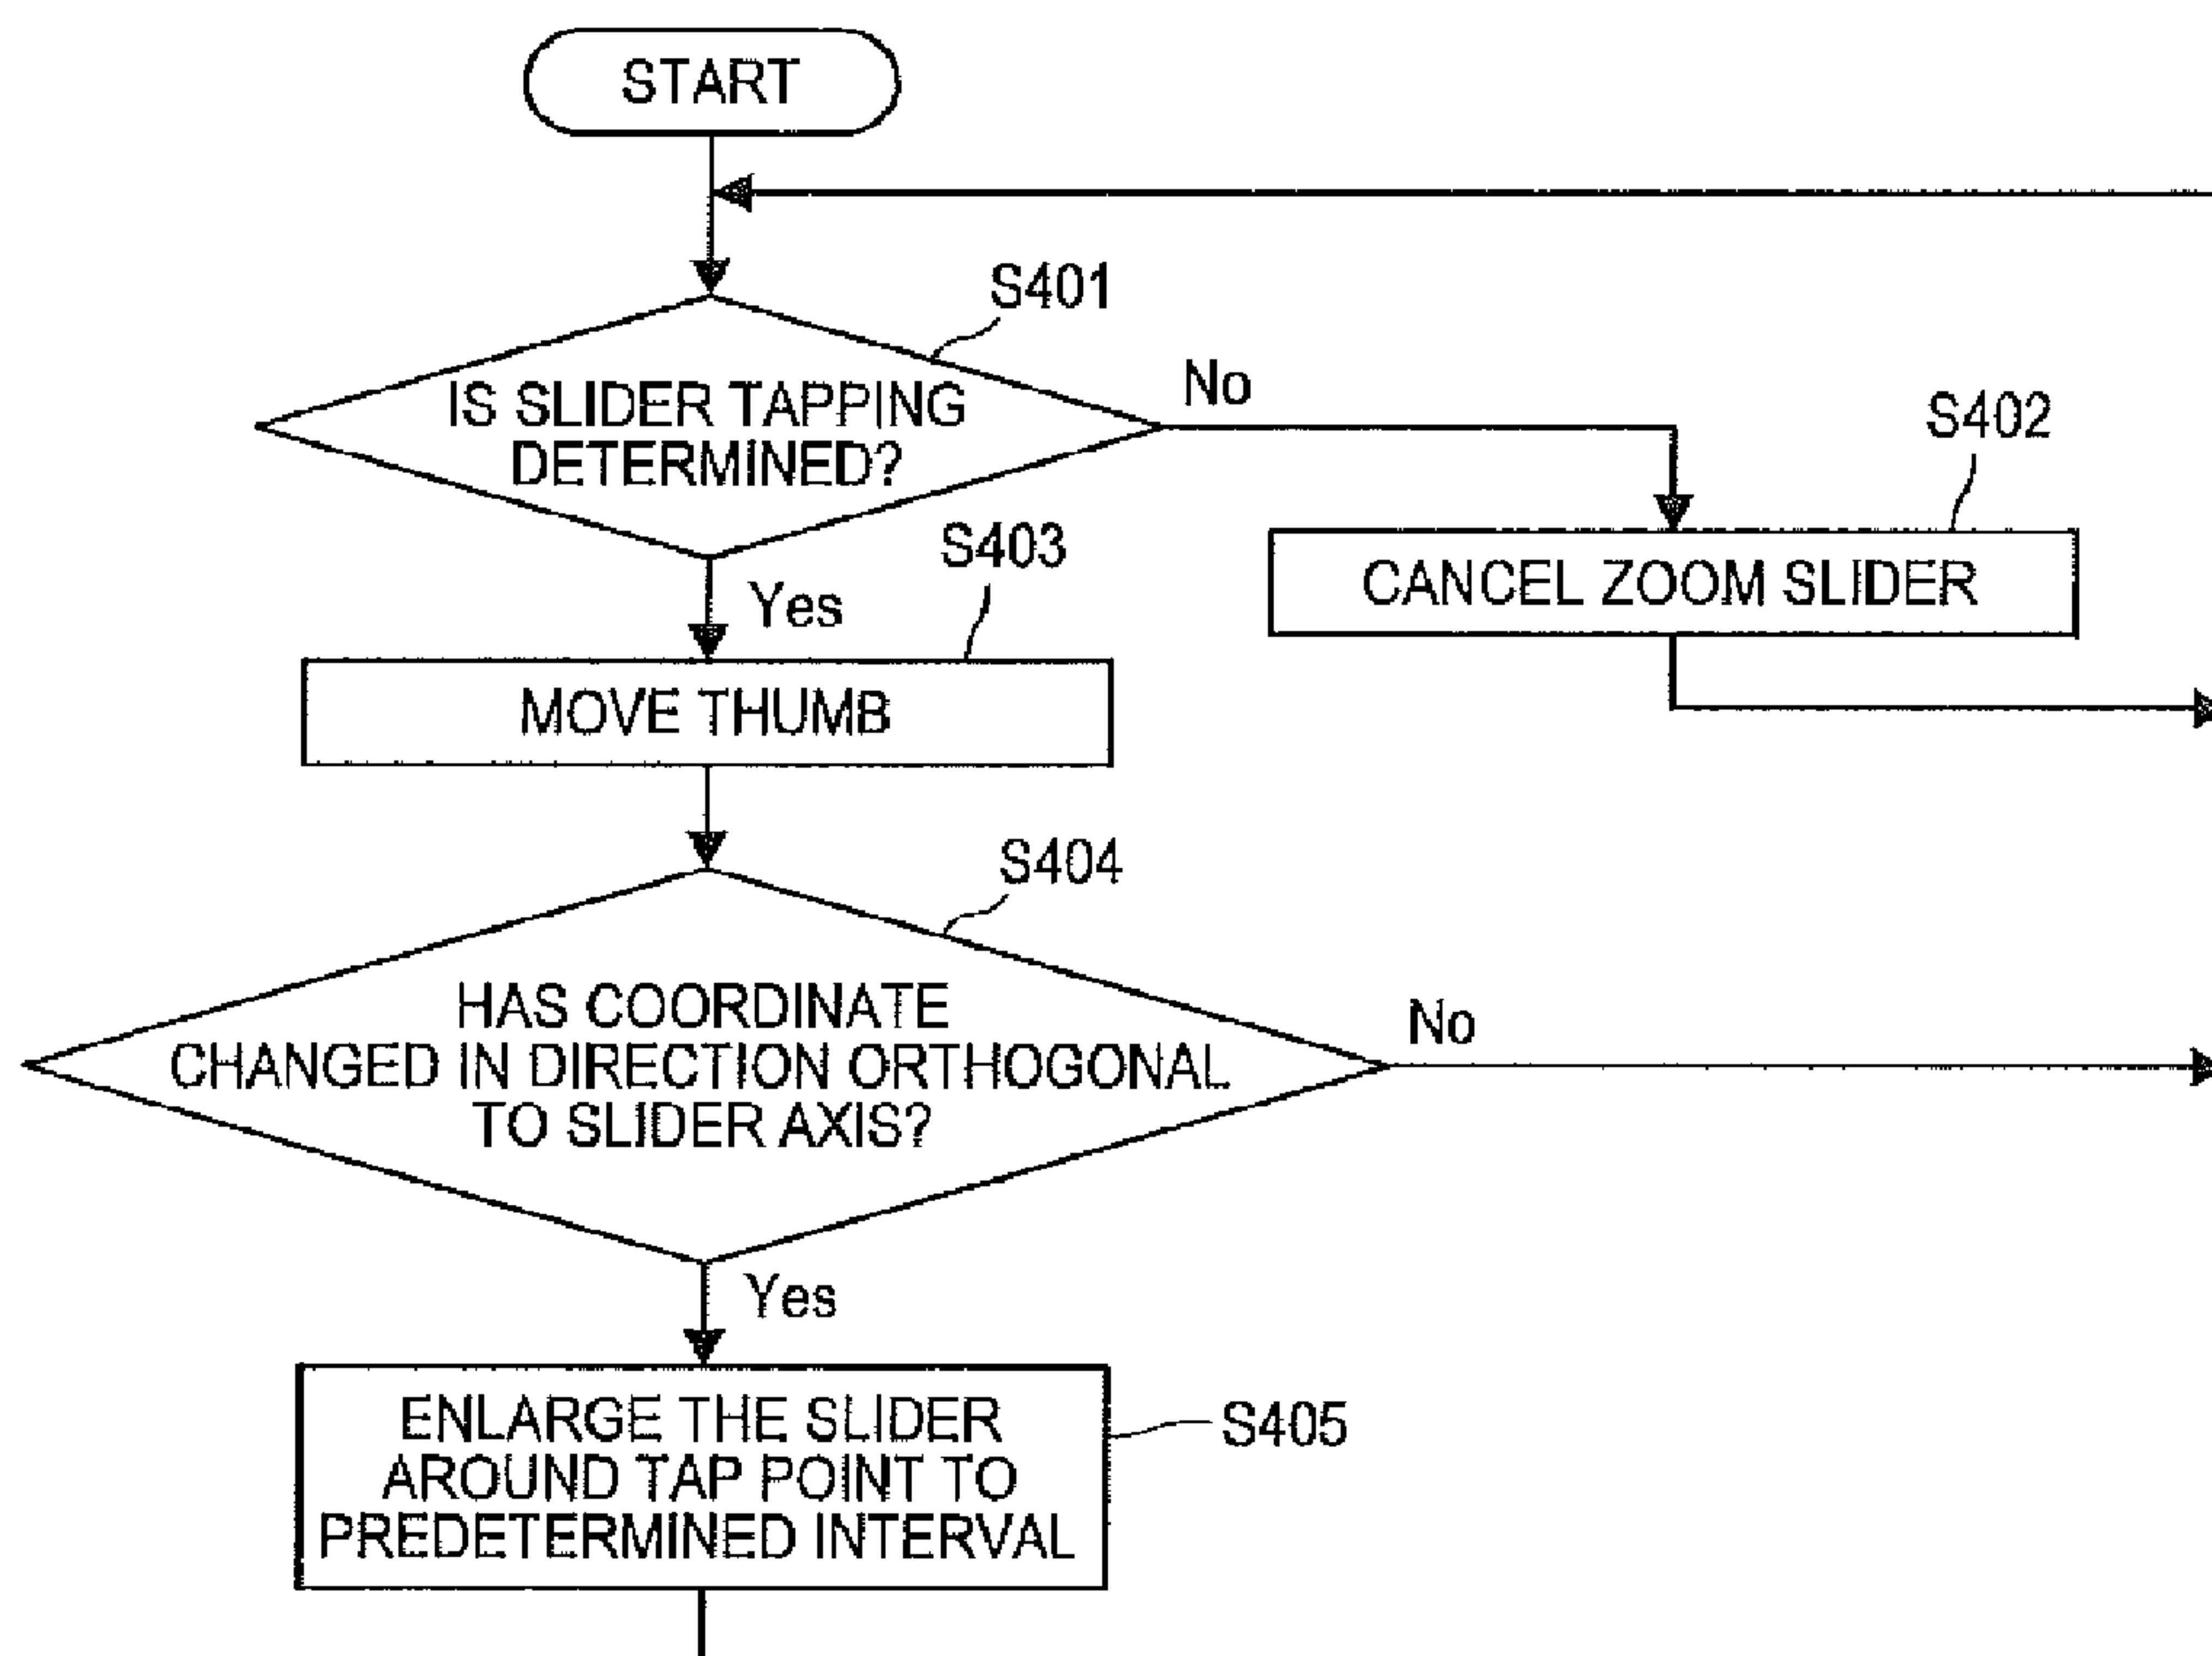 START
S401
IS SLIDER TAPPING
DETERMINED?
No
S402
CANCEL ZOOM SLIDER
Yes
S403
MOVE THUMB
S404
HAS COORDINATE
CHANGED IN DIRECTION ORTHOGONAL
TO SLIDER AXIS?
No
Yes
ENLARGE THE SLIDER
AROUND TAP POINT TO
PREDETERMINED INTERVAL
S405